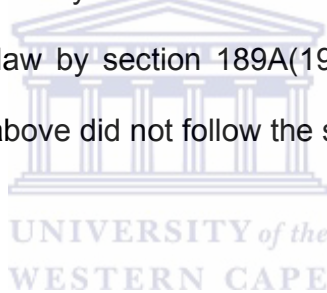 law by section 189A(19
above did not follow the s
UNIVERSITY of the
WESTERN CAPE